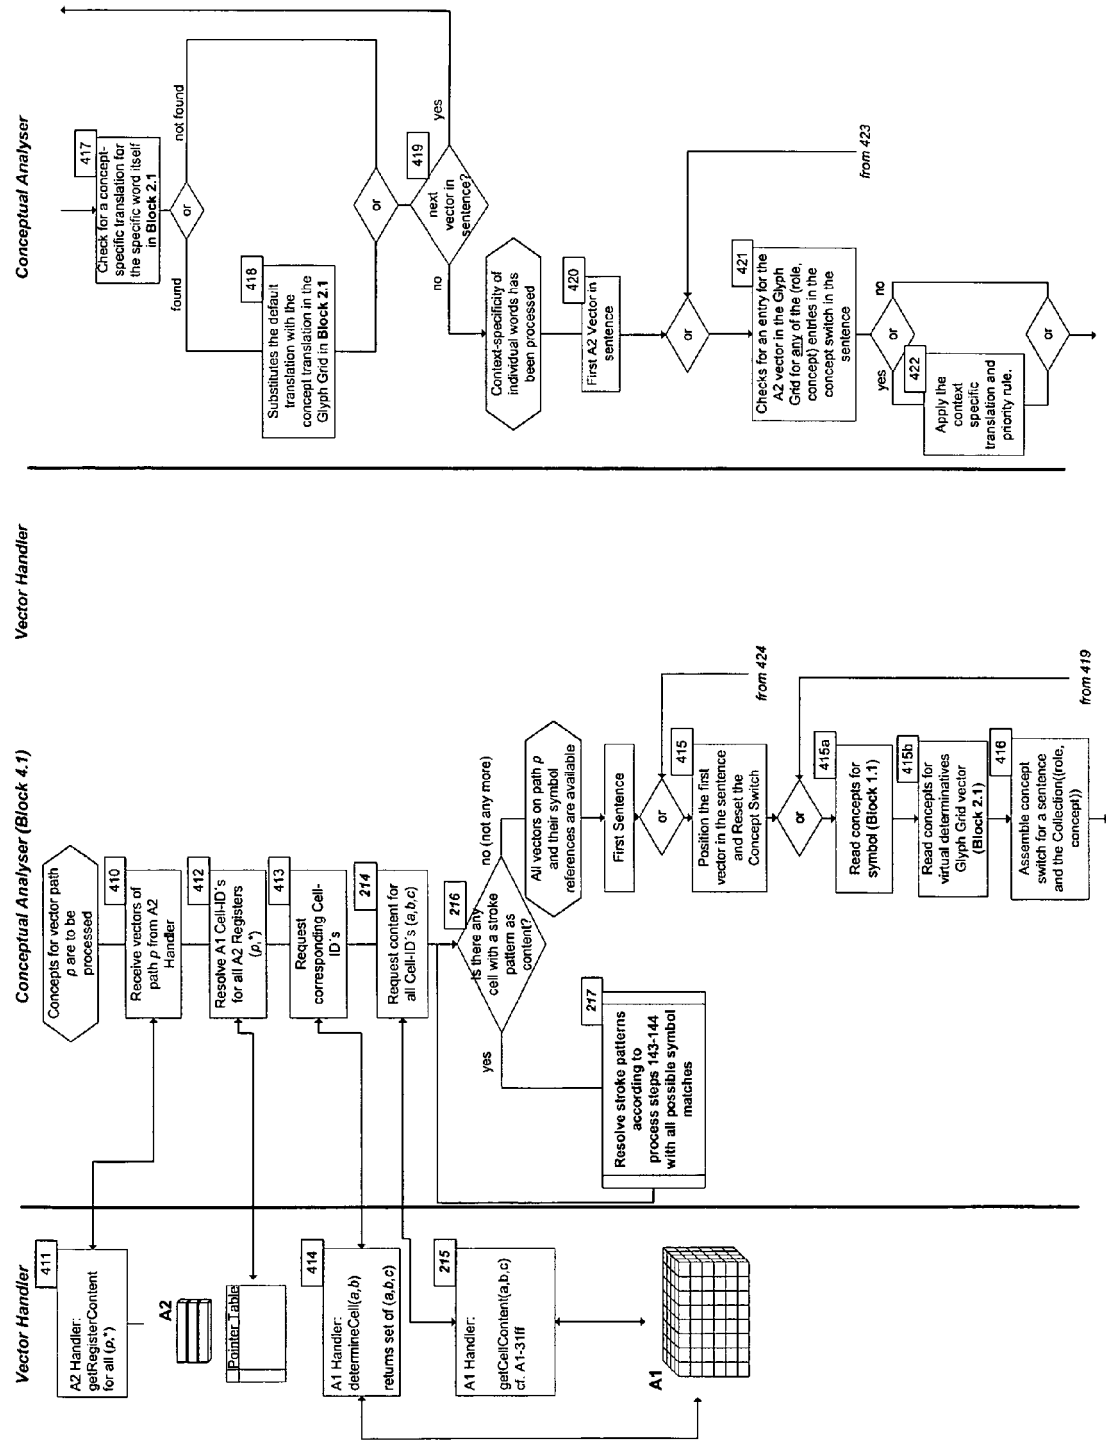 Vector Handler
Conceptual Analyser (Block 4.1)
Vector Handler
Conceptual Analyser
411
A2 Handler:
getRegisterContent
for all (p,*)
A2
Pointer Table
414
A1 Handler:
determineCell(a,b)
returns set of (a,b,c)
215
A1 Handler:
getCellContent(a,b,c)
cf. A1-31ff
A1
Concepts for vector path
p are to be
processed
410
Receive vectors of
path p from A2
Handler
412
Resolve A1 Cell-ID´s
for all A2 Registers
(p,*)
413
Request
corresponding Cell-
ID´s
214
Request content for
all Cell-ID´s (a,b,c)
216
Is there any
cell with a stroke
pattern as
content?
yes
no (not any more)
217
Resolve stroke patterns
according to
process steps 143-144
with all possible symbol
matches
All vectors on path p
and their symbol
references are available
First Sentence
or
from 424
415
Position the first
vector in the sentence
and Reset the
Concept Switch
or
from 419
415a
Read concepts for
symbol (Block 1.1)
415b
Read concepts for
virtual determinatives
Glyph Grid vector
(Block 2.1)
416
Assemble concept
switch for a sentence
and the Collection((role,
concept))
417
Check for a concept-
specific translation for
the specific word itself
in Block 2.1
or
found
not found
418
Substitutes the default
translation with the
concept translation in the
Glyph Grid in Block 2.1
or
419
next
vector in
sentence?
yes
no
Context-specificity of
individual words has
been processed
420
First A2 Vector in
sentence
or
from 423
421
Checks for an entry for the
A2 vector in the Glyph
Grid for any of the (role,
concept) entries in the
concept switch in the
sentence
or
yes
no
422
Apply the
context
specific
translation and
priority rule.
or